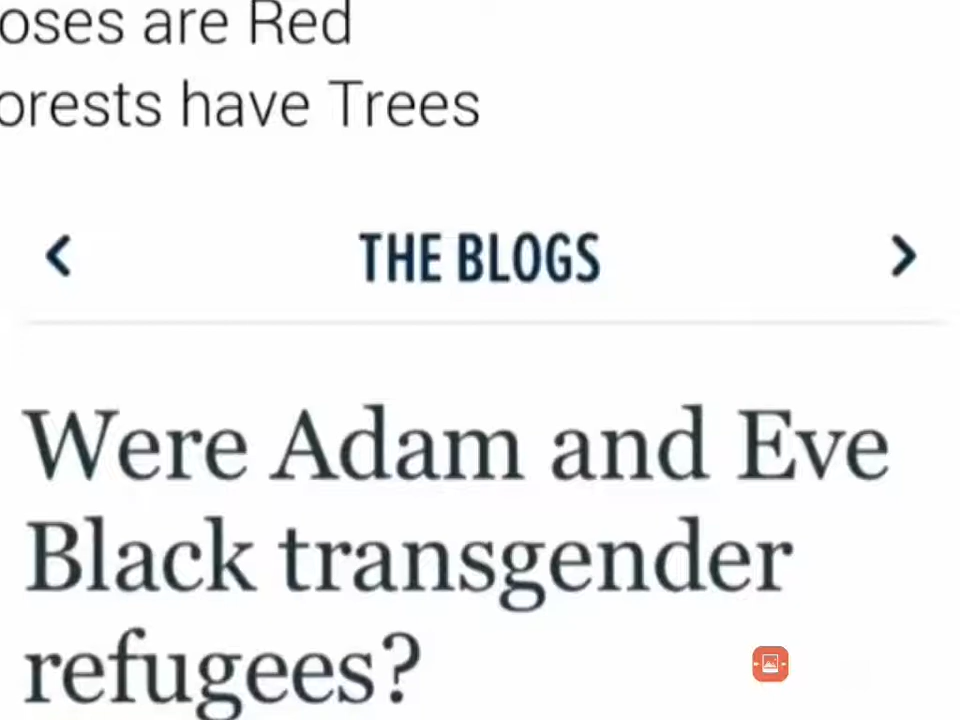 oses are Red
orests have Trees
THE BLOGS
Were Adam and Eve
Black transgender
refugees?